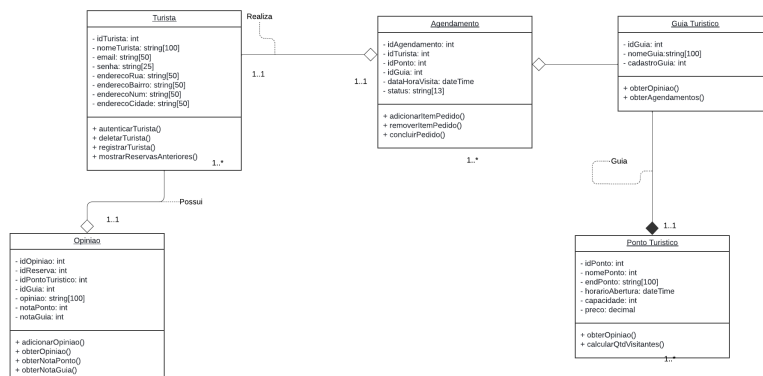 Turista
- idTurista: int
- nomeTurista: string[100]
- email: string[50]
- senha: string[25]
- enderecoRua: string[50]
- enderecoBairro: string[50]
- enderecoNum: string[50]
- enderecoCidade: string[50]
+ autenticarTurista()
+ deletarTurista()
+ registrarTurista()
+ mostrarReservasAnteriores()
1..*
Realiza
1..1
1..1
Agendamento
- idAgendamento: int
- idTurista: int
- idPonto: int
- idGuia: int
- dataHoraVisita: dateTime
- status: string[13]
+ adicionarItemPedido()
+ removerItemPedido()
+ concluirPedido()
1..*
Guia Turistico
- idGuia: int
- nomeGuia:string[100]
- cadastroGuia: int
+ obterOpiniao()
+ obterAgendamentos()
Guia
1..1
Possui
1..1
Opiniao
- idOpiniao: int
- idReserva: int
- idPontoTuristico: int
- idGuia: int
- opiniao: string[100]
- notaPonto: int
- notaGuia: int
+ adicionarOpiniao()
+ obterOpiniao()
+ obterNotaPonto()
+ obterNotaGuia()
Ponto Turistico
- idPonto: int
- nomePonto: int
- endPonto: string[100]
- horarioAbertura: dateTime
- capacidade: int
- preco: decimal
+ obterOpiniao()
+ calcularQtdVisitantes()
1..*